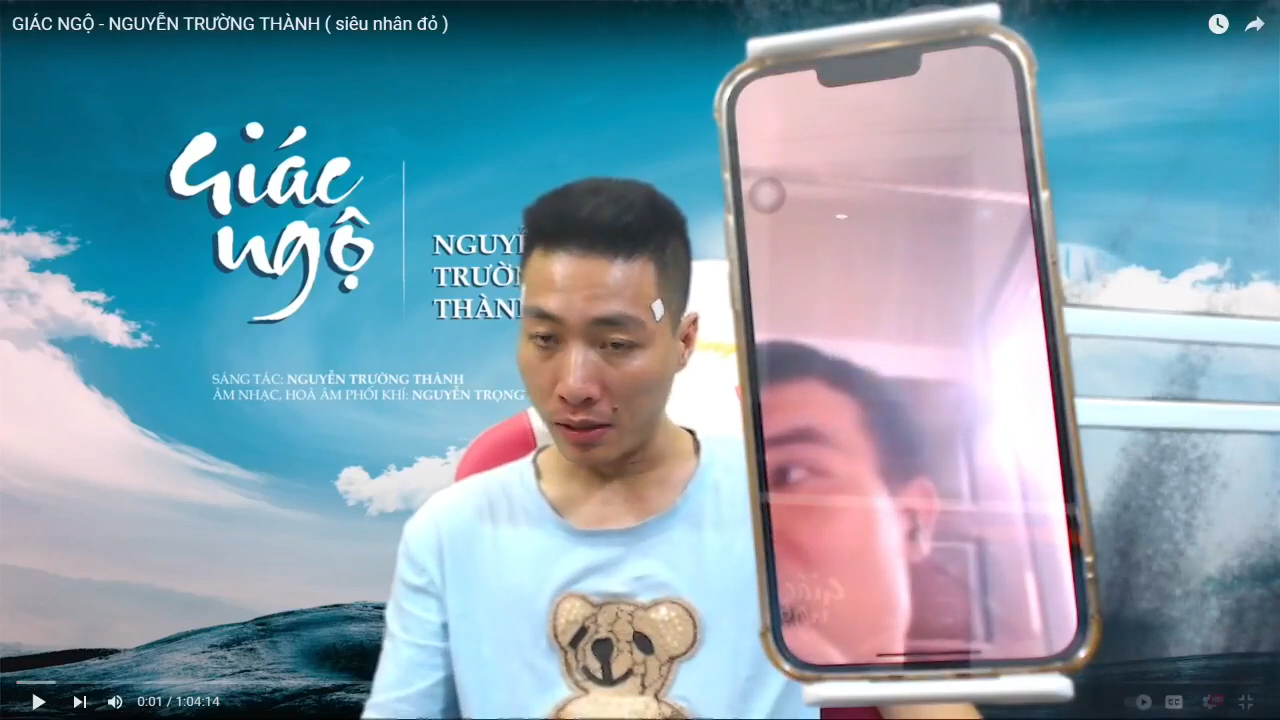 GIÁC NGỘ - NGUYỄN TRƯỜNG THÀNH ( siêu nhân đỏ )
Giác
ngộ
SÁNG TÁC: NGUYỄN TRƯỜNG THÀNH
ÂM NHẠC, HOÀ ÂM PHỐI KHÍ: NGUYỄN TRỌNG
0:01 / 1:04:14
CC